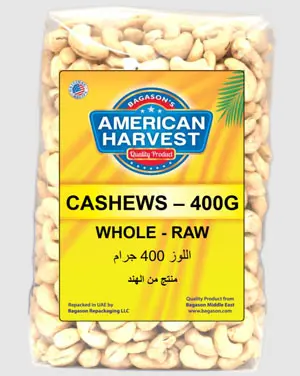 BAGASON'S
AMERICAN
HARVEST
Quality Product
CASHEWS – 400G
WHOLE - RAW
اللوز 400 جرام
منتج من الهند
Repacked in UAE by
Bagason Repackaging LLC
Quality Product from
Bagason Middle East
www.bagason.com